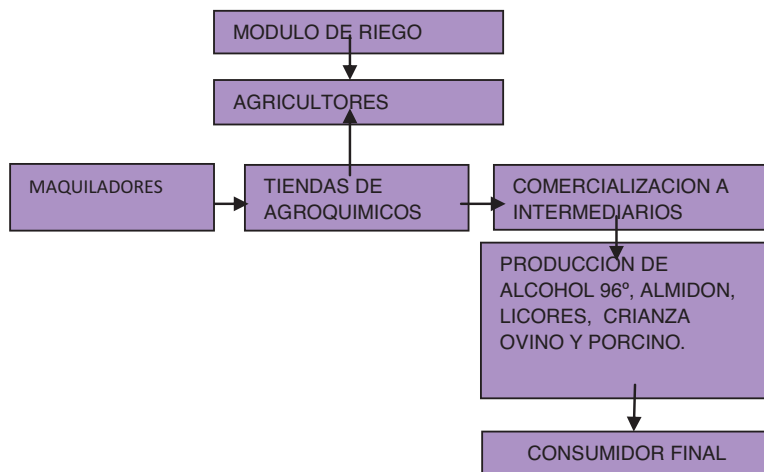 MODULO DE RIEGO
AGRICULTORES
MAQUILADORES
TIENDAS DE
AGROQUIMICOS
COMERCIALIZACION A
INTERMEDIARIOS
PRODUCCION DE
ALCOHOL 96º, ALMIDON,
LICORES, CRIANZA
OVINO Y PORCINO.
CONSUMIDOR FINAL